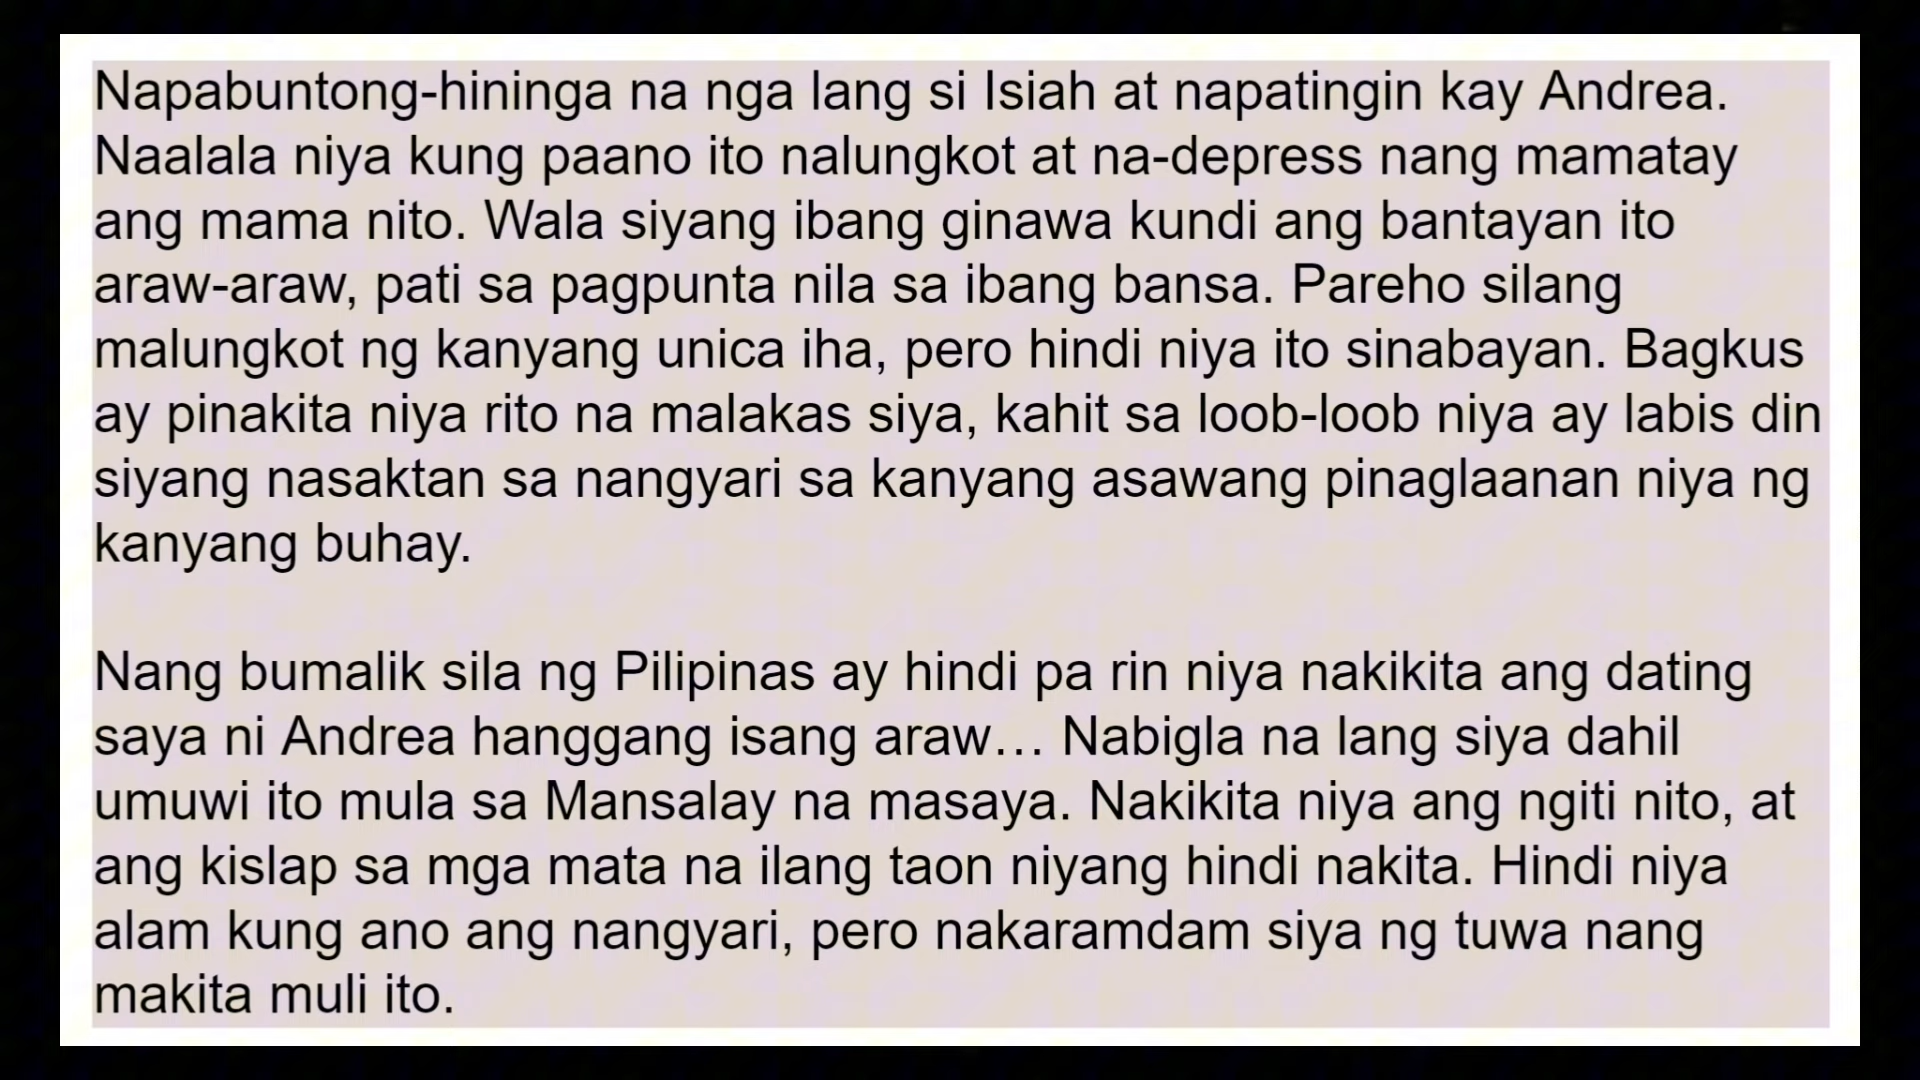 Napabuntong-hininga na nga lang si Isiah at napatingin kay Andrea.
Naalala niya kung paano ito nalungkot at na-depress nang mamatay
ang mama nito. Wala siyang ibang ginawa kundi ang bantayan ito
araw-araw, pati sa pagpunta nila sa ibang bansa. Pareho silang
malungkot ng kanyang unica iha, pero hindi niya ito sinabayan. Bagkus
ay pinakita niya rito na malakas siya, kahit sa loob-loob niya ay labis din
siyang nasaktan sa nangyari sa kanyang asawang pinaglaanan niya ng
kanyang buhay.
Nang bumalik sila ng Pilipinas ay hindi pa rin niya nakikita ang dating
saya ni Andrea hanggang isang araw… Nabigla na lang siya dahil
umuwi ito mula sa Mansalay na masaya. Nakikita niya ang ngiti nito, at
ang kislap sa mga mata na ilang taon niyang hindi nakita. Hindi niya
alam kung ano ang nangyari, pero nakaramdam siya ng tuwa nang
makita muli ito.